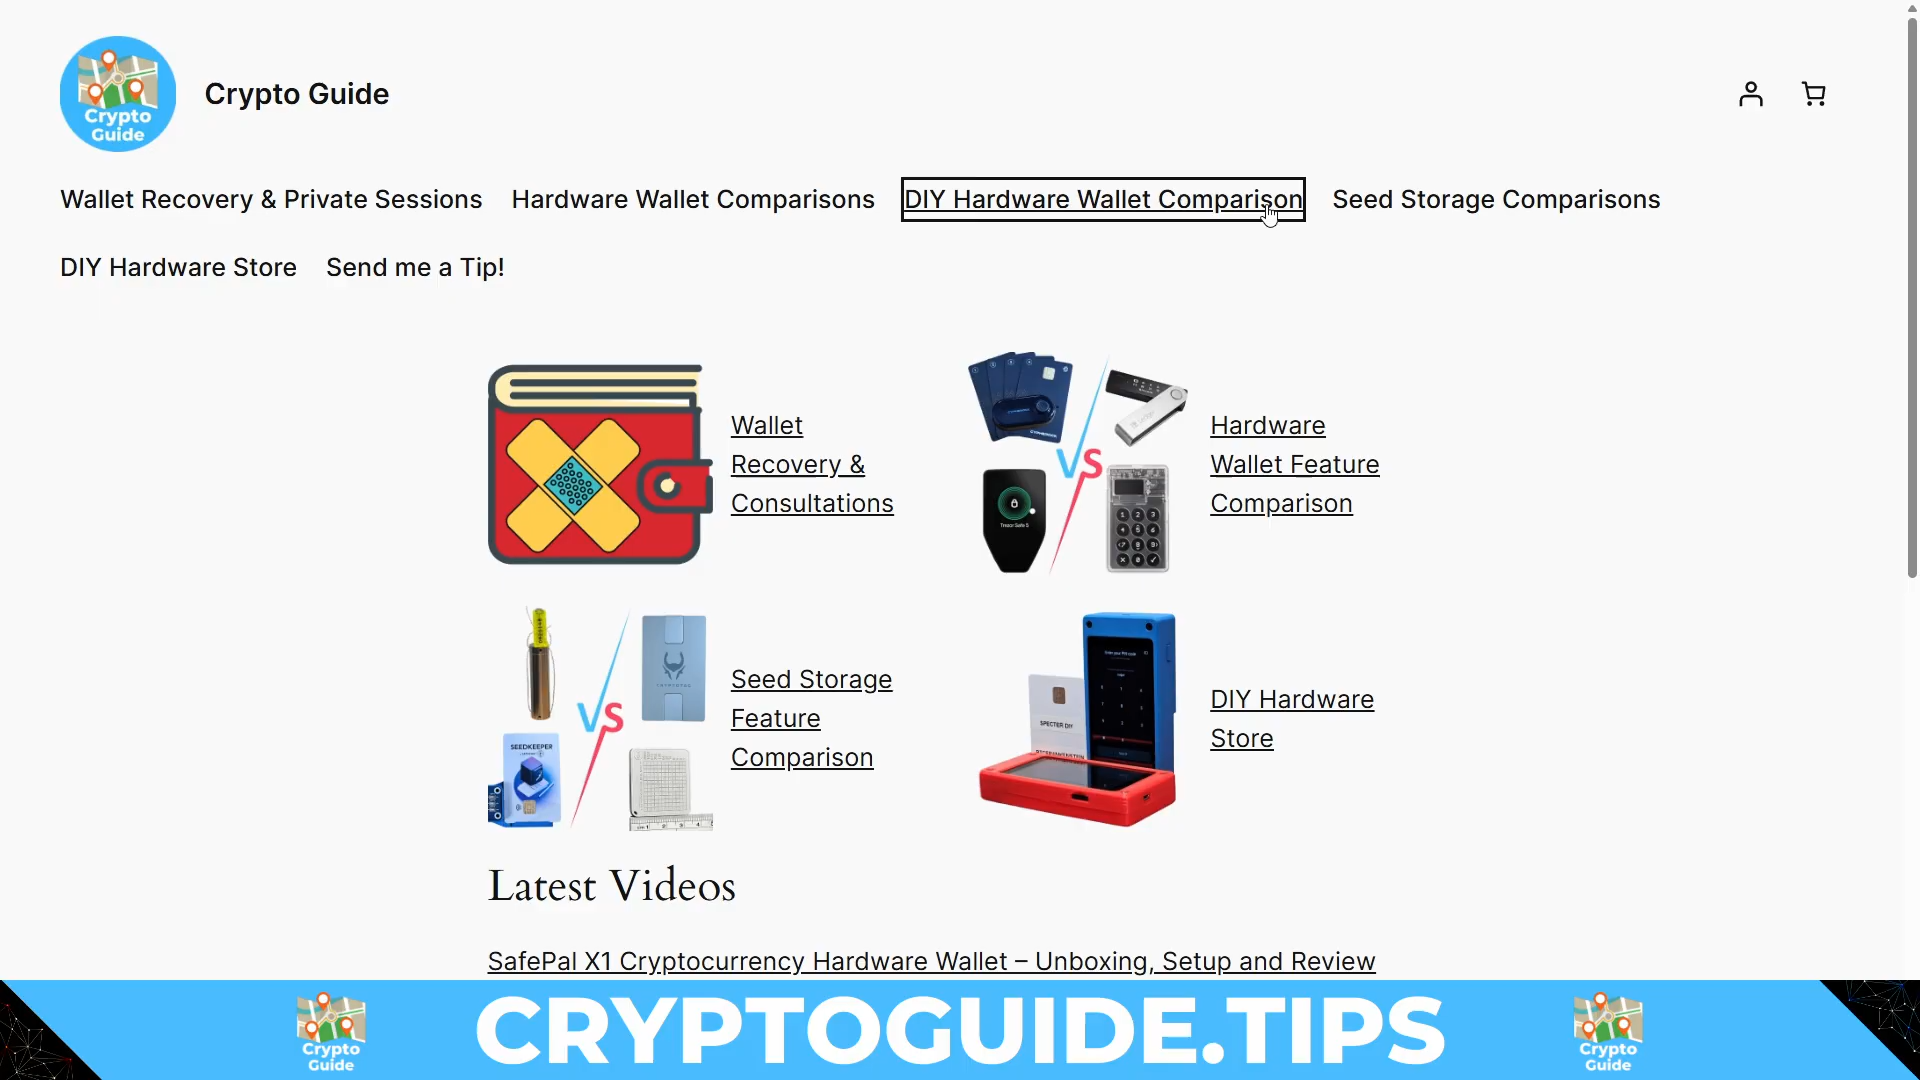 Crypto
Guide
Crypto Guide
Wallet Recovery & Private Sessions
Hardware Wallet Comparisons
DIY Hardware Wallet Comparison
Seed Storage Comparisons
DIY Hardware Store
Send me a Tip!
Wallet
Recovery &
Consultations
VS
Hardware
Wallet Feature
Comparison
VS
SEEDKEEPER
Seed Storage
Feature
Comparison
SPECTER DIY
DIY Hardware
Store
Latest Videos
SafePal X1 Cryptocurrency Hardware Wallet – Unboxing, Setup and Review
Crypto
Guide
CRYPTOGUIDE.TIPS
Crypto
Guide